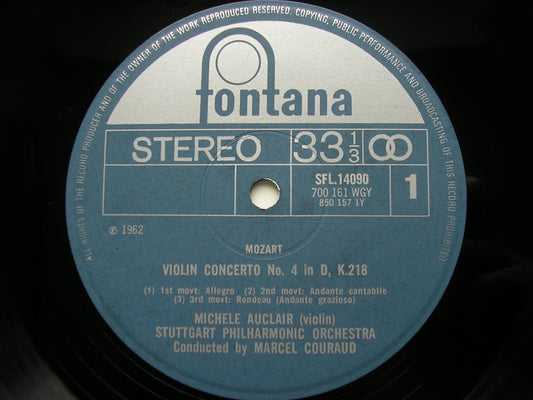 ALL RIGHTS OF THE RECORD PRODUCER AND OF THE OWNER OF THE WORK REPRODUCED RESERVED. COPYING, PUBLIC PERFORMANCE AND BROADCASTING OF THIS RECORD PROHIBITED
fontana
STEREO 33 1/3
SFL.14090
700 161 WGY
850 157 1Y
1
℗ 1962
MOZART
VIOLIN CONCERTO No. 4 in D, K.218
(1) 1st movt: Allegro (2) 2nd movt: Andante cantabile
(3) 3rd movt: Rondeau (Andante grazioso)
MICHELE AUCLAIR (violin)
STUTTGART PHILHARMONIC ORCHESTRA
Conducted by MARCEL COURAUD